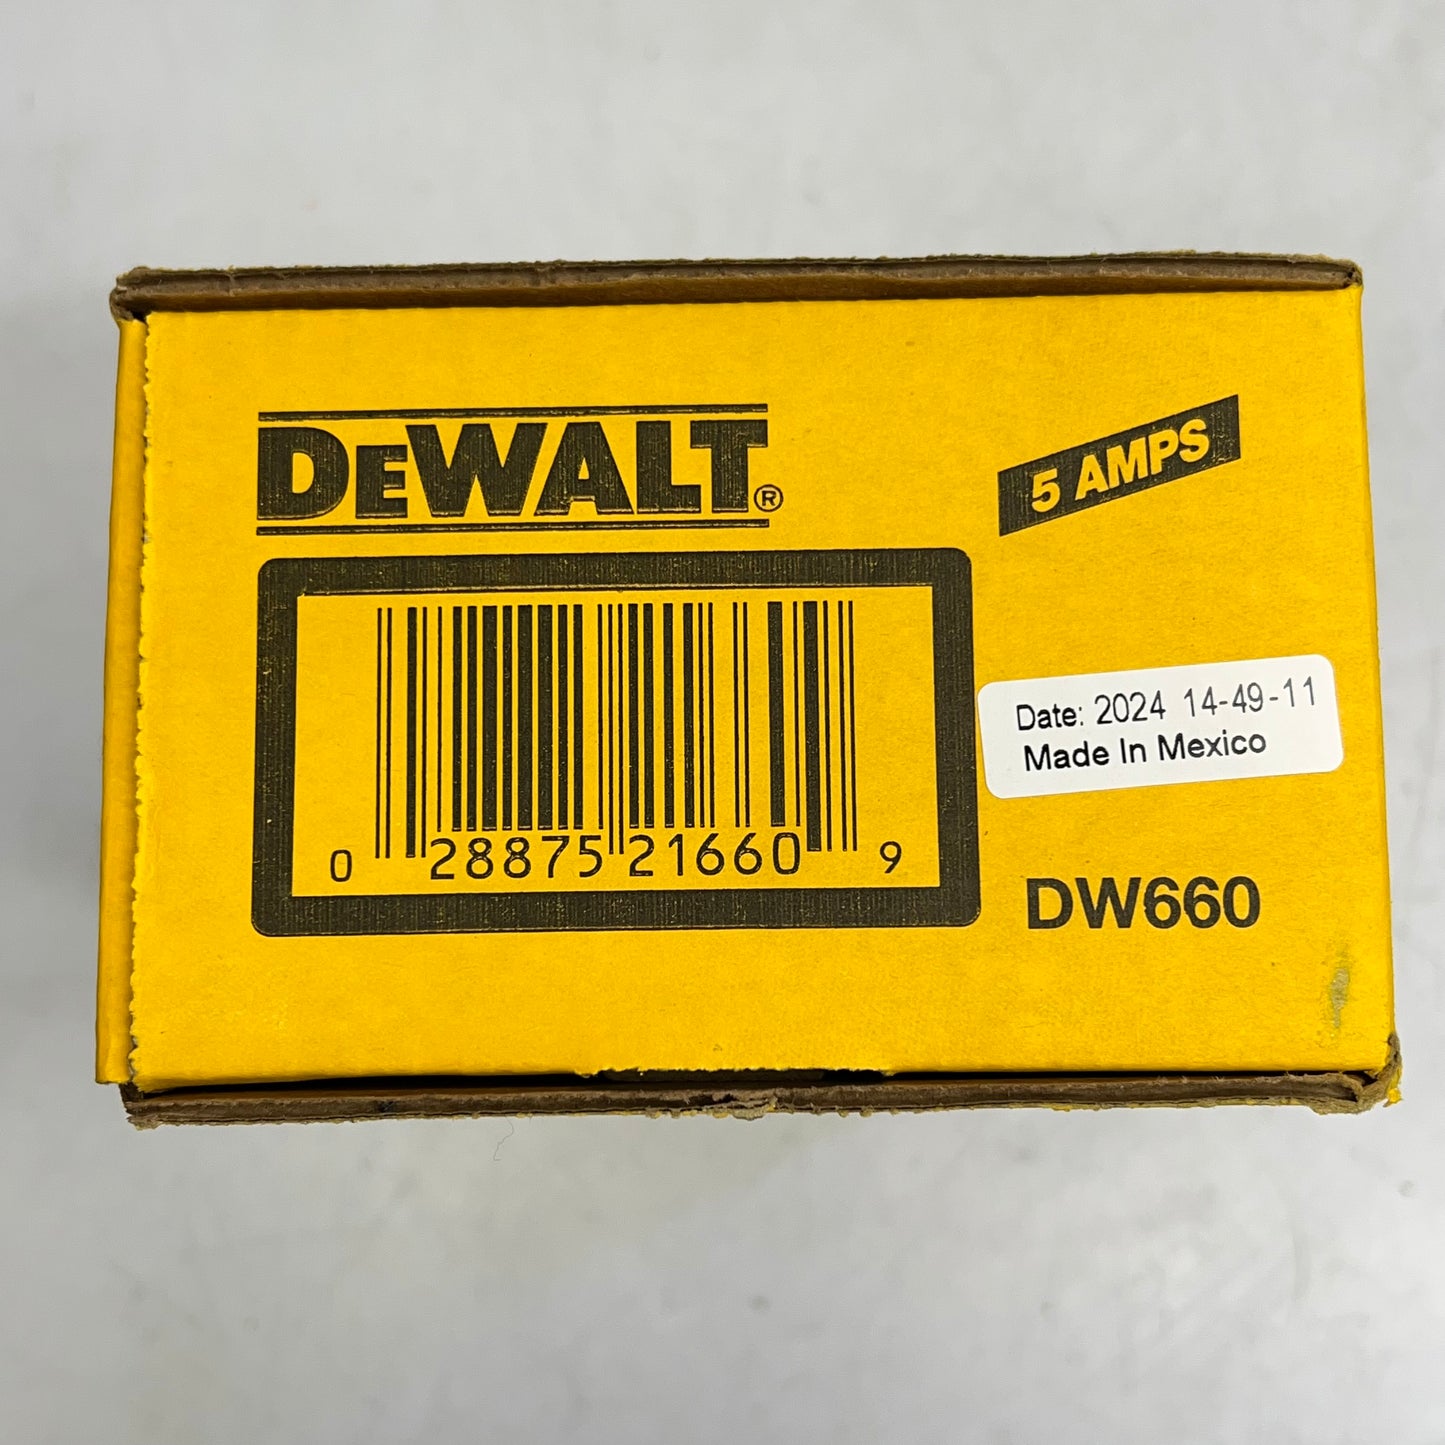 DEWALT®
5 AMPS
0 28875 21660 9
Date: 2024 14-49-11
Made In Mexico
DW660